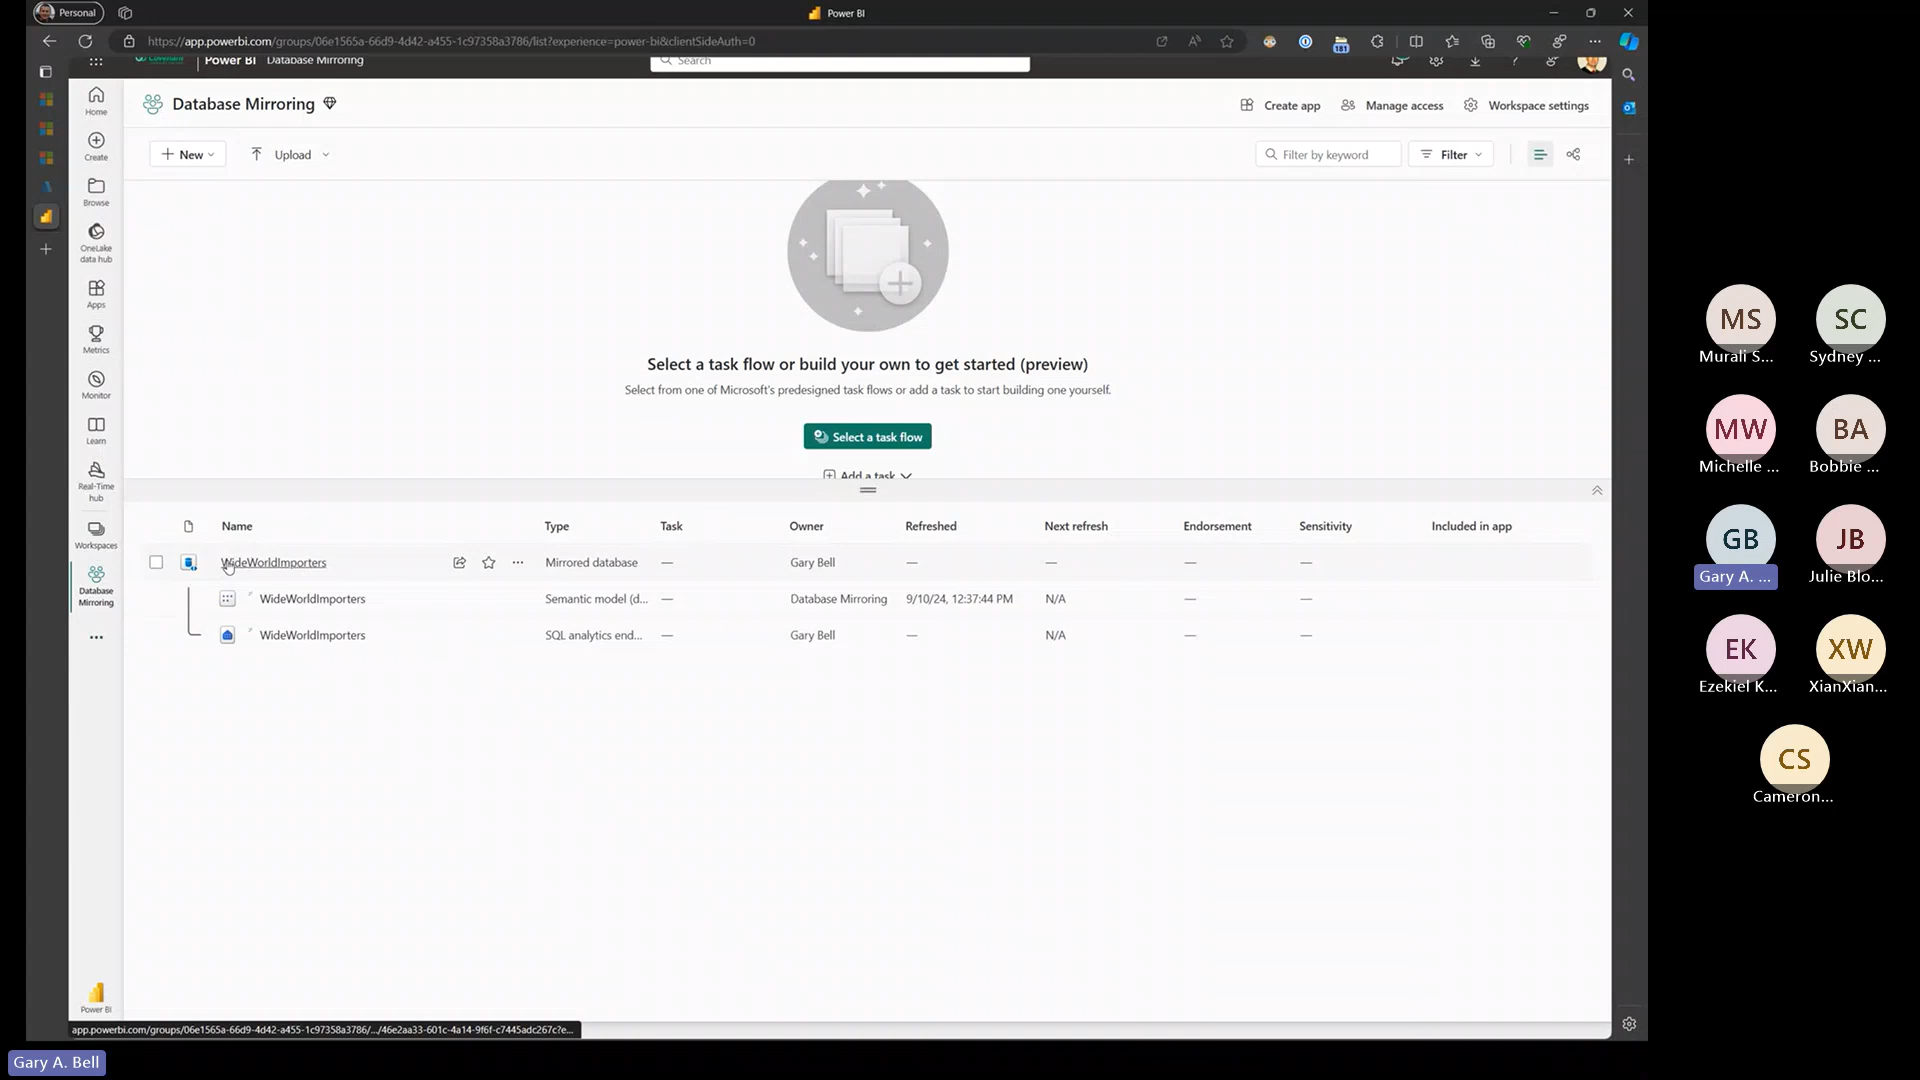 Personal
Power BI
https://app.powerbi.com/groups/06e1565a-66d9-4d42-a455-1c97358a3786/list?experience=power-bi&clientSideAuth=0
181
Power BI Database Mirroring
Search
Database Mirroring
Create app
Manage access
Workspace settings
New
Upload
Filter by keyword
Filter
Home
Create
Browse
OneLake
data hub
Apps
Metrics
Monitor
Learn
Real-Time
hub
Workspaces
Database
Mirroring
Power BI
Select a task flow or build your own to get started (preview)
Select from one of Microsoft's predesigned task flows or add a task to start building one yourself.
Select a task flow
Add a task
Name Type Task Owner Refreshed Next refresh Endorsement Sensitivity Included in app
WideWorldImporters Mirrored database — Gary Bell — — — —
WideWorldImporters Semantic model (d... — Database Mirroring 9/10/24, 12:37:44 PM N/A — —
WideWorldImporters SQL analytics end... — Gary Bell — N/A — —
app.powerbi.com/groups/06e1565a-66d9-4d42-a455-1c97358a3786/.../46e2aa33-601c-4a14-9f6f-c7445adc267c?e...
Gary A. Bell
MS
Murali S...
SC
Sydney ...
MW
Michelle ...
BA
Bobbie ...
GB
Gary A. ...
JB
Julie Blo...
EK
Ezekiel K...
XW
XianXian...
CS
Cameron...